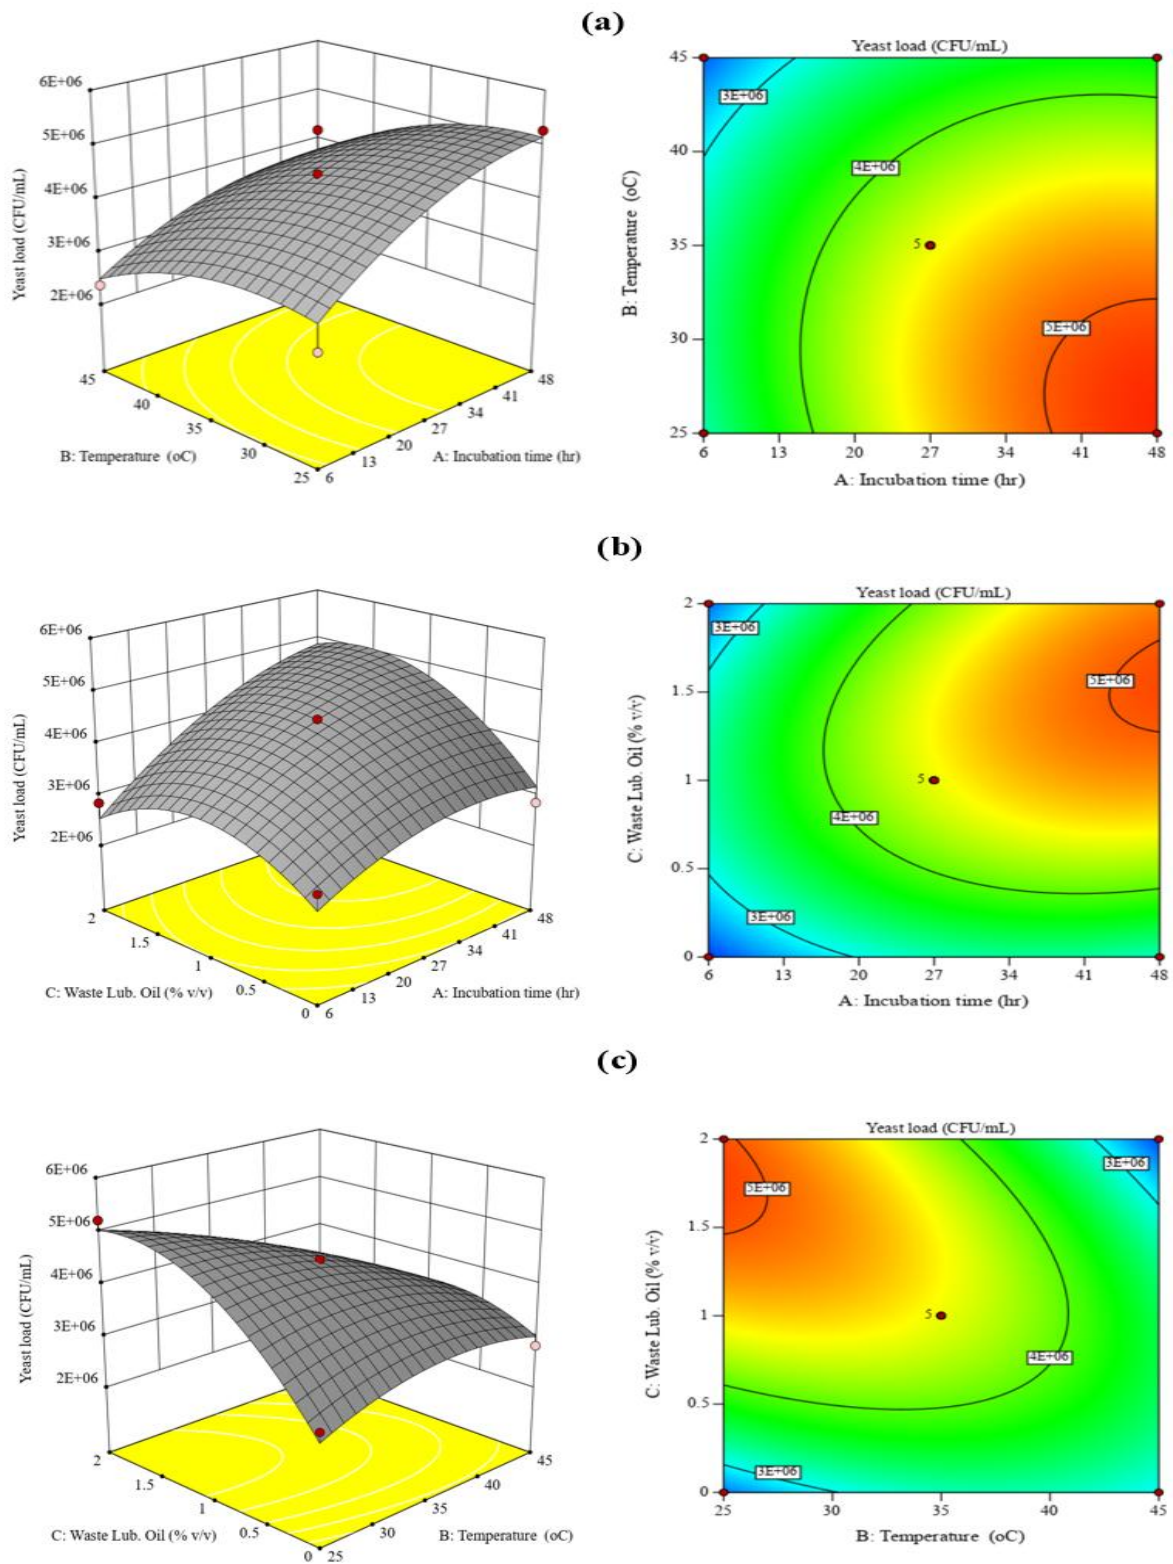 (a)
6E+06
5E+06
4E+06
3E+06
2E+06
Yeast load (CFU/mL)
45
40
35
30
25
B: Temperature (oC)
6
13
20
27
34
41
48
A: Incubation time (hr)
Yeast load (CFU/mL)
45
40
35
30
25
B: Temperature (oC)
3E+06
4E+06
5
5E+06
6 13 20 27 34 41 48
A: Incubation time (hr)
(b)
6E+06
5E+06
4E+06
3E+06
2E+06
Yeast load (CFU/mL)
2
1.5
1
0.5
0
C: Waste Lub. Oil (% v/v)
6
13
20
27
34
41
48
A: Incubation time (hr)
Yeast load (CFU/mL)
2
1.5
1
0.5
0
C: Waste Lub. Oil (% v/v)
3E+06
5E+06
5
4E+06
3E+06
6 13 20 27 34 41 48
A: Incubation time (hr)
(c)
6E+06
5E+06
4E+06
3E+06
2E+06
Yeast load (CFU/mL)
2
1.5
1
0.5
0
C: Waste Lub. Oil (% v/v)
25
30
35
40
45
B: Temperature (oC)
Yeast load (CFU/mL)
2
1.5
1
0.5
0
C: Waste Lub. Oil (% v/v)
3E+06
5E+06
5
4E+06
3E+06
25 30 35 40 45
B: Temperature (oC)